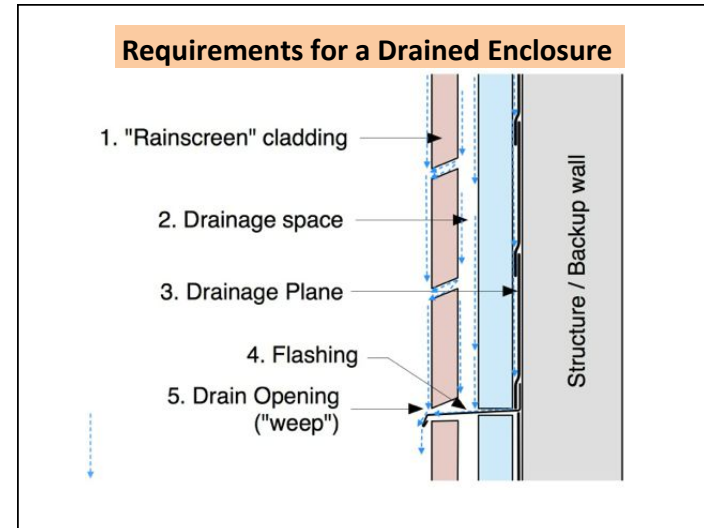 Requirements for a Drained Enclosure
1. "Rainscreen" cladding
2. Drainage space
3. Drainage Plane
4. Flashing
5. Drain Opening
("weep")
Structure / Backup wall